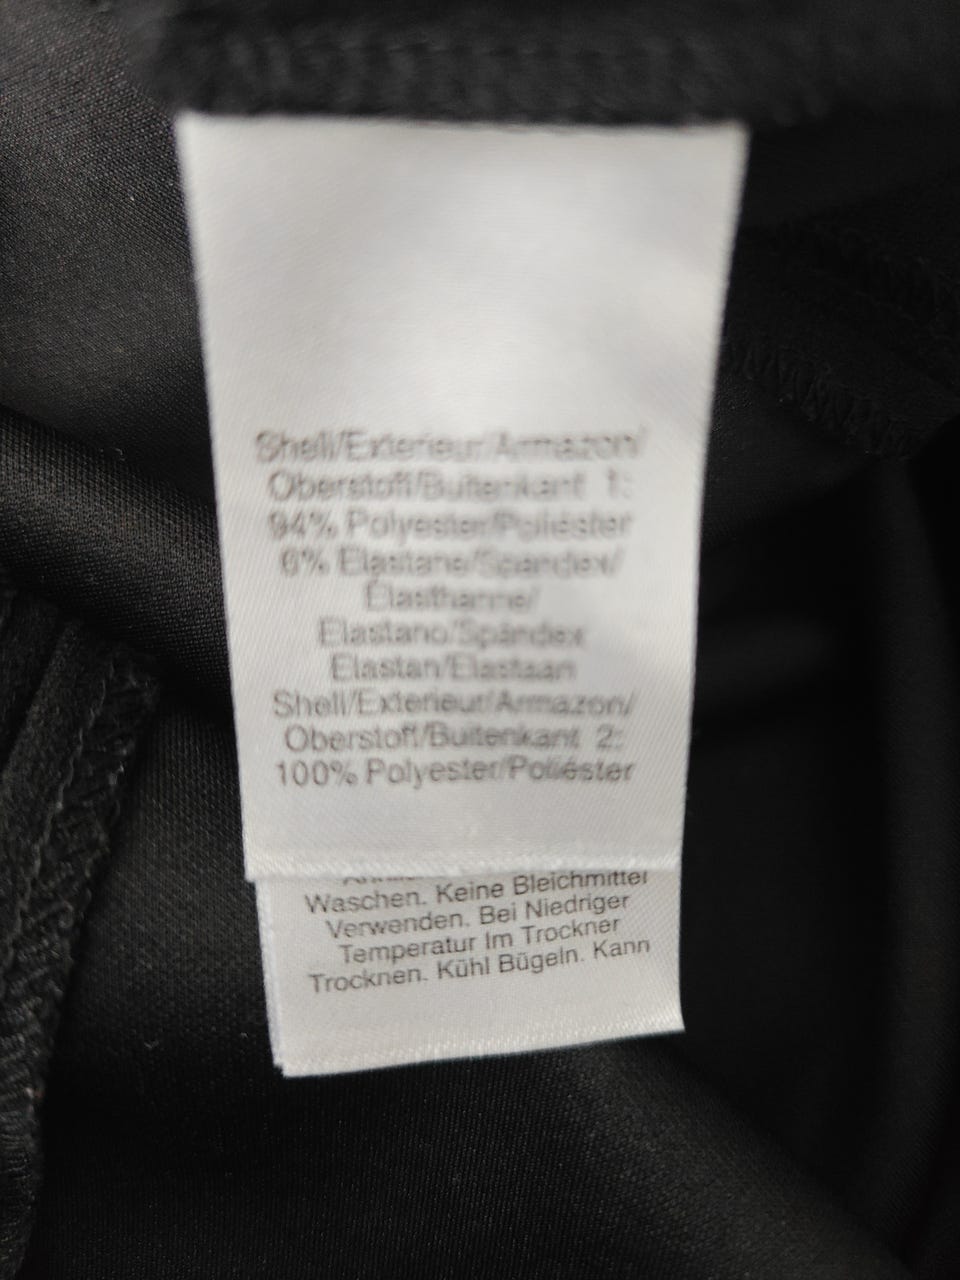 Shell/Exterieur/Armazon/
Oberstoff/Buitenkant 1:
94% Polyester/Poliéster
6% Elastane/Spandex/
Élasthanne/
Elastano/Spándex
Elastan/Elastaan
Shell/Exterieur/Armazon/
Oberstoff/Buitenkant 2:
100% Polyester/Poliéster
Waschen. Keine Bleichmittel
Verwenden. Bei Niedriger
Temperatur Im Trockner
Trocknen. Kühl Bügeln. Kann